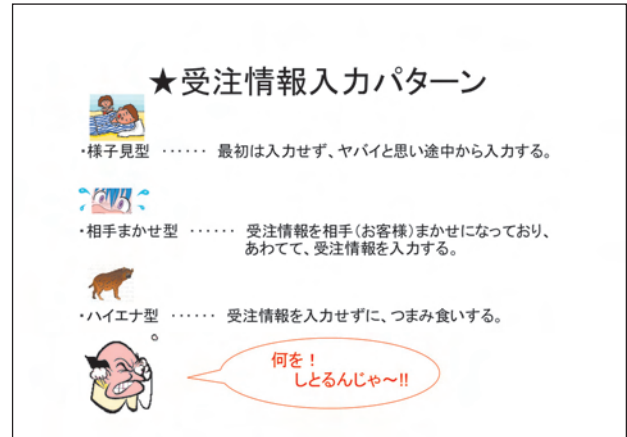 ★受注情報入力パターン
・様子見型 ‥‥‥ 最初は入力せず、ヤバイと思い途中から入力する。
・相手まかせ型 ‥‥‥ 受注情報を相手(お客様)まかせになっており、
あわてて、受注情報を入力する。
・ハイエナ型 ‥‥‥ 受注情報を入力せずに、つまみ食いする。
何を！
しとるんじゃ～!!